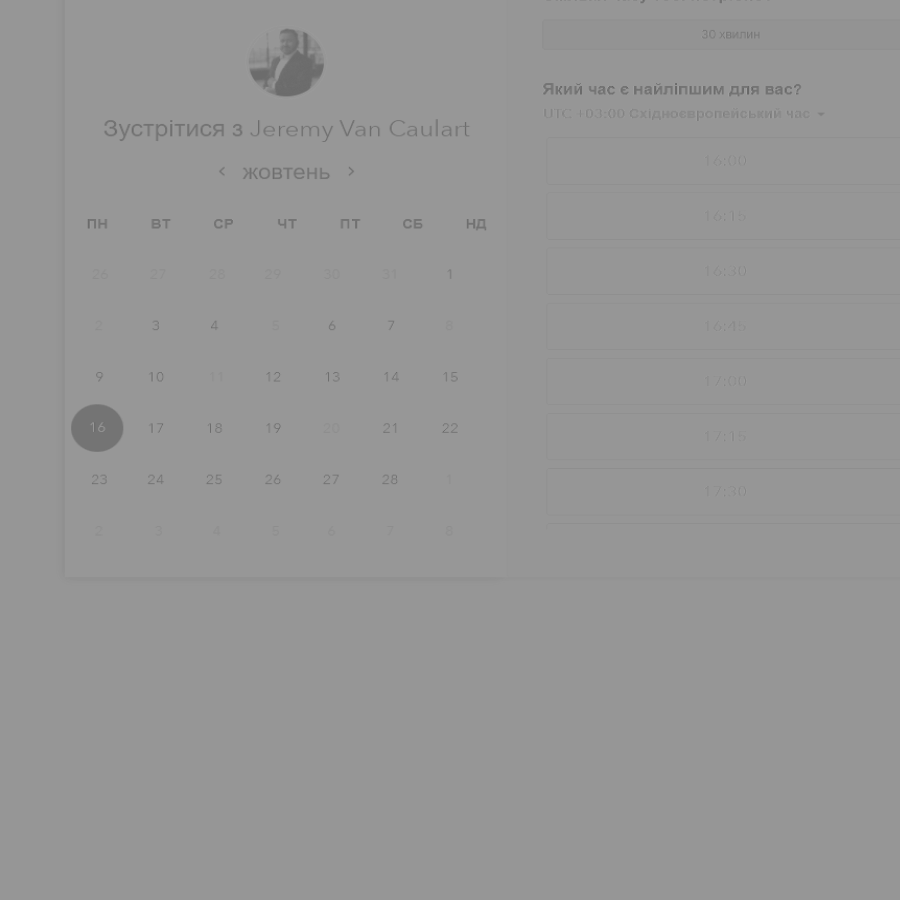 Зустрітися з Jeremy Van Caulart
жовтень
ПН ВТ СР ЧТ ПТ СБ НД
26 27 28 29 30 31 1
2 3 4 5 6 7 8
9 10 11 12 13 14 15
16 17 18 19 20 21 22
23 24 25 26 27 28 1
2 3 4 5 6 7 8
30 хвилин
Який час є найліпшим для вас?
UTC +03:00 Східноєвропейський час
16:00
16:15
16:30
16:45
17:00
17:15
17:30